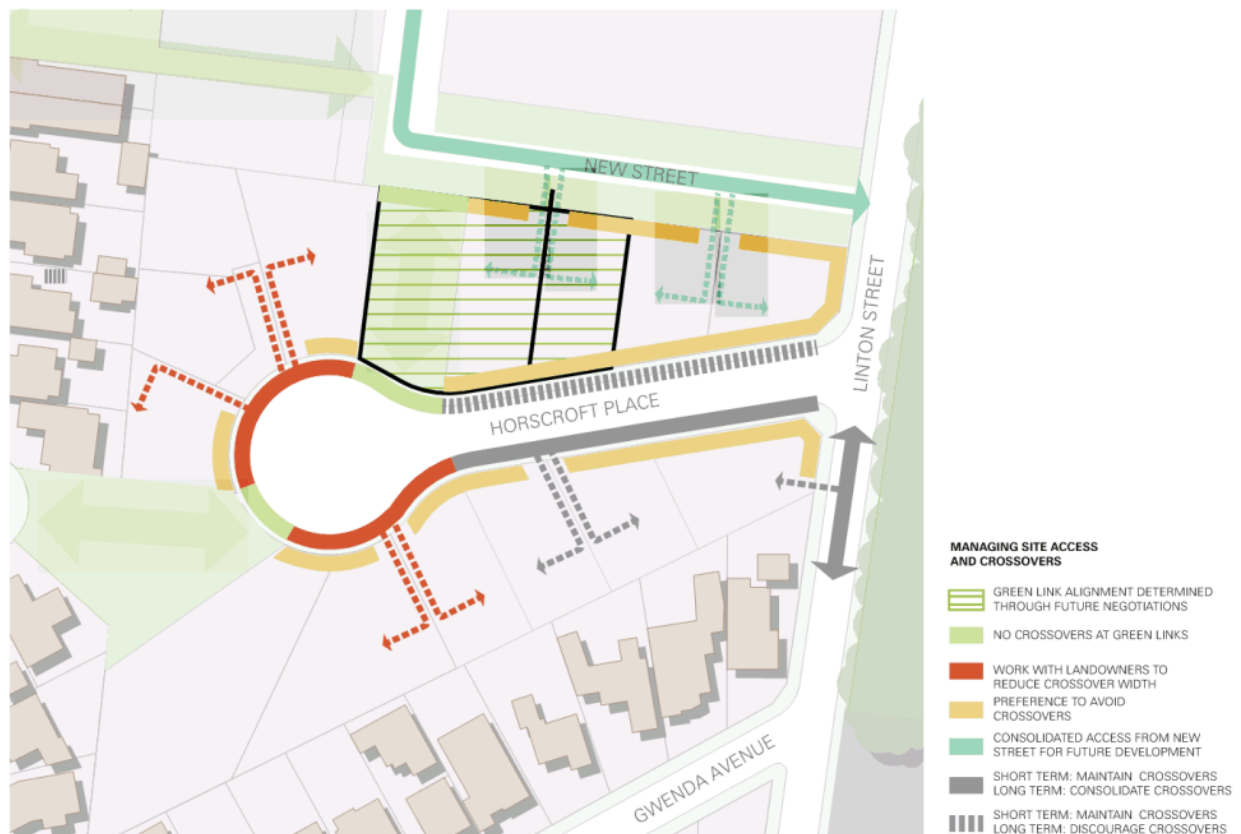 NEW STREET
LINTON STREET
HORSCROFT PLACE
GWENDA AVENUE
MANAGING SITE ACCESS
AND CROSSOVERS
GREEN LINK ALIGNMENT DETERMINED
THROUGH FUTURE NEGOTIATIONS
NO CROSSOVERS AT GREEN LINKS
WORK WITH LANDOWNERS TO
REDUCE CROSSOVER WIDTH
PREFERENCE TO AVOID
CROSSOVERS
CONSOLIDATED ACCESS FROM NEW
STREET FOR FUTURE DEVELOPMENT
SHORT TERM: MAINTAIN CROSSOVERS
LONG TERM: CONSOLIDATE CROSSOVERS
SHORT TERM: MAINTAIN CROSSOVERS
LONG TERM: DISCOURAGE CROSSOVERS